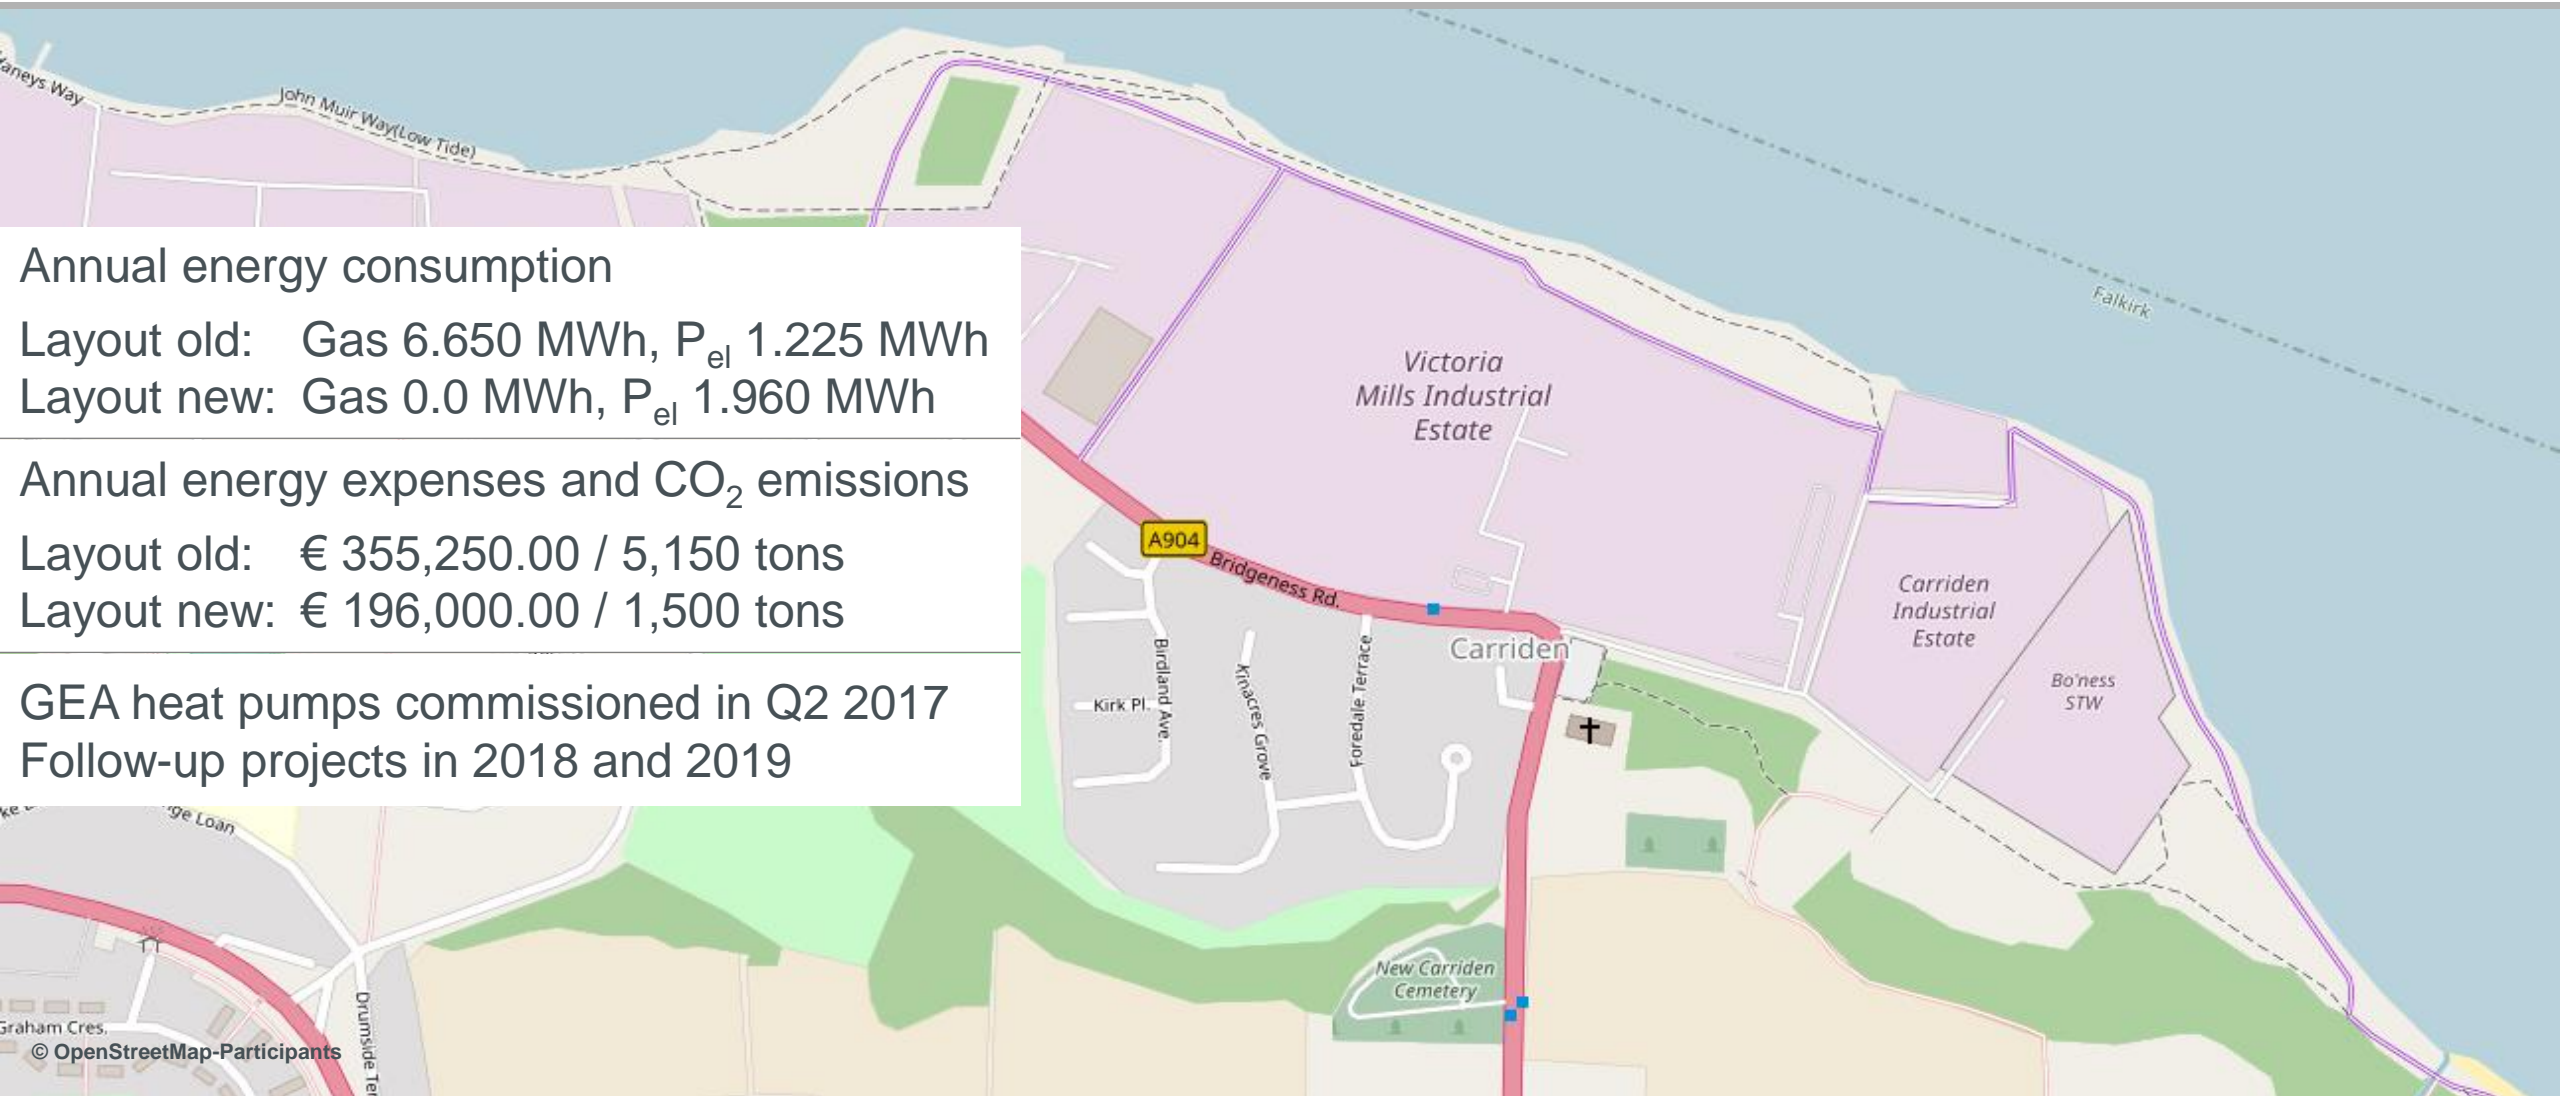 John Muir Way(Low Tide)
Falkirk
Annual energy consumption
Layout old: Gas 6.650 MWh, Pel 1.225 MWh
Layout new: Gas 0.0 MWh, Pel 1.960 MWh
Annual energy expenses and CO2 emissions
Layout old: € 355,250.00 / 5,150 tons
Layout new: € 196,000.00 / 1,500 tons
GEA heat pumps commissioned in Q2 2017
Follow-up projects in 2018 and 2019
Victoria
Mills Industrial
Estate
A904
Bridgeness Rd.
Carriden
Carriden
Industrial
Estate
Bo'ness
STW
Birdland Ave.
Kinacres Grove
Foredale Terrace
Kirk Pl.
New Carriden
Cemetery
Loan
Drumside Ter
Graham Cres.
© OpenStreetMap-Participants